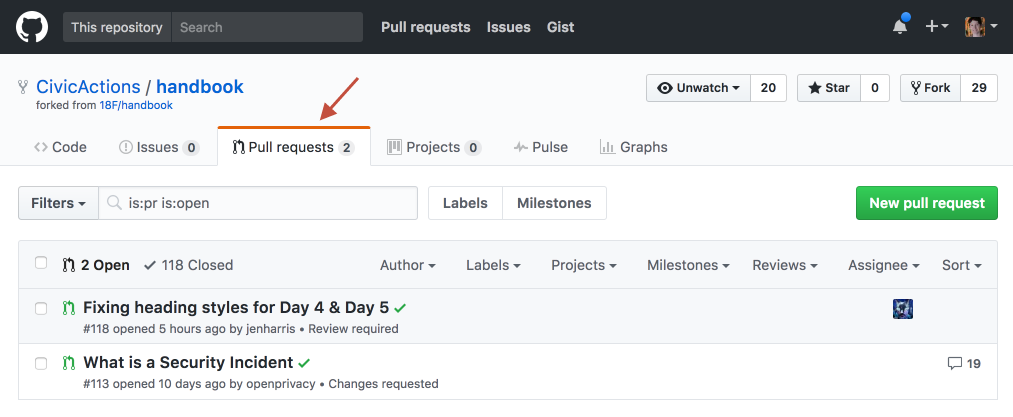 This repository Search Pull requests Issues Gist
CivicActions / handbook
forked from 18F/handbook
Unwatch 20 Star 0 Fork 29
Code Issues 0 Pull requests 2 Projects 0 Pulse Graphs
Filters is:pr is:open Labels Milestones New pull request
2 Open 118 Closed Author Labels Projects Milestones Reviews Assignee Sort
Fixing heading styles for Day 4 & Day 5
#118 opened 5 hours ago by jenharris • Review required
What is a Security Incident 19
#113 opened 10 days ago by openprivacy • Changes requested